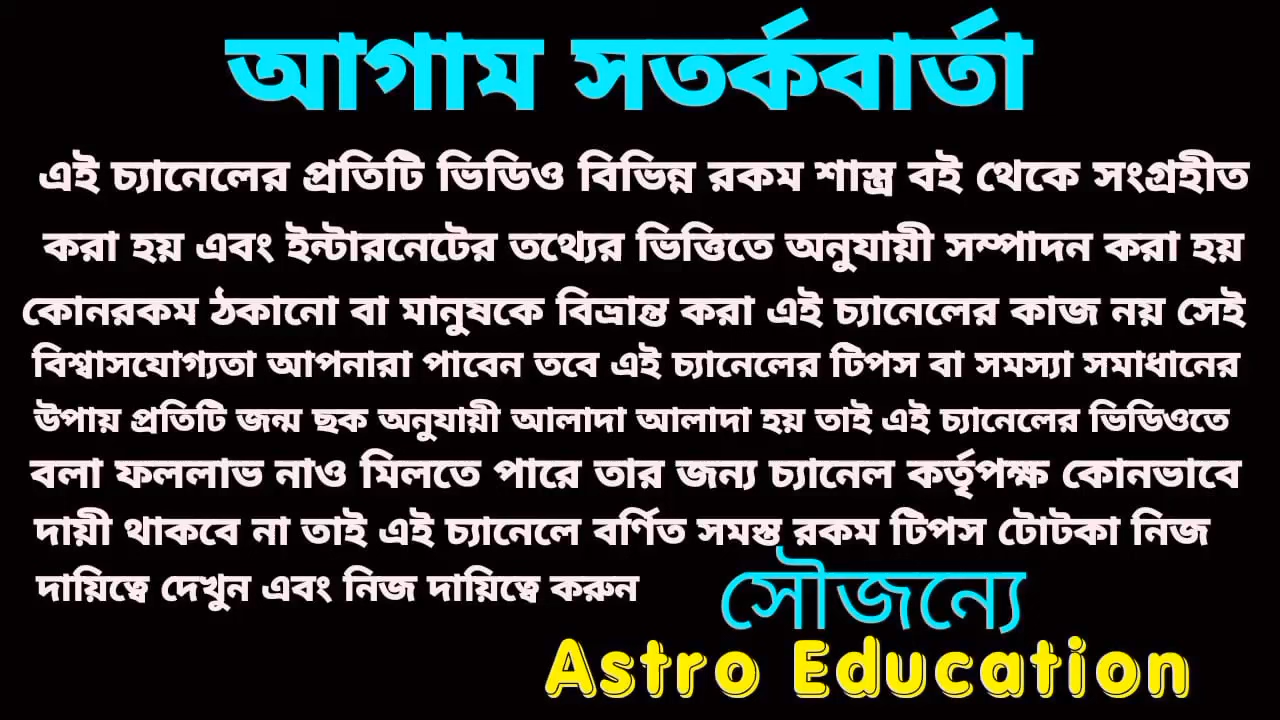 আগাম সতর্কবার্তা
এই চ্যানেলের প্রতিটি ভিডিও বিভিন্ন রকম শাস্ত্র বই থেকে সংগ্রহীত
করা হয় এবং ইন্টারনেটের তথ্যের ভিত্তিতে অনুযায়ী সম্পাদন করা হয়
কোনরকম ঠকানো বা মানুষকে বিভ্রান্ত করা এই চ্যানেলের কাজ নয় সেই
বিশ্বাসযোগ্যতা আপনারা পাবেন তবে এই চ্যানেলের টিপস বা সমস্যা সমাধানের
উপায় প্রতিটি জন্ম ছক অনুযায়ী আলাদা আলাদা হয় তাই এই চ্যানেলের ভিডিওতে
বলা ফললাভ নাও মিলতে পারে তার জন্য চ্যানেল কর্তৃপক্ষ কোনভাবে
দায়ী থাকবে না তাই এই চ্যানেলে বর্ণিত সমস্ত রকম টিপস টোটকা নিজ
দায়িত্বে দেখুন এবং নিজ দায়িত্বে করুন
সৌজন্যে
Astro Education